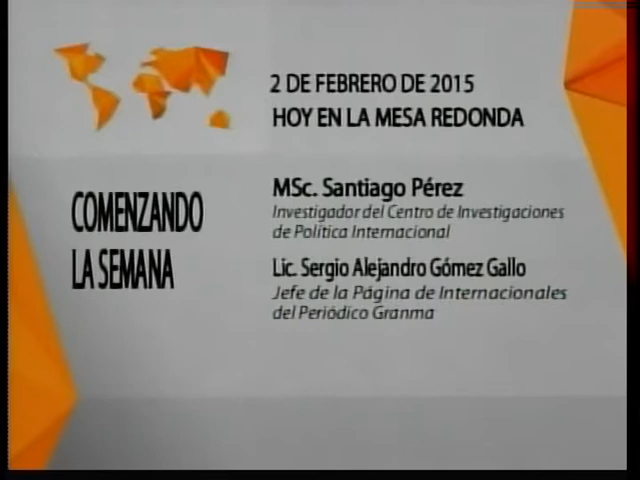 2 DE FEBRERO DE 2015
HOY EN LA MESA REDONDA
COMENZANDO
LA SEMANA
MSc. Santiago Pérez
Investigador del Centro de Investigaciones
de Política Internacional
Lic. Sergio Alejandro Gómez Gallo
Jefe de la Página de Internacionales
del Periódico Granma